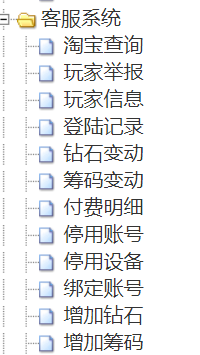 客服系统
淘宝查询
玩家举报
玩家信息
登陆记录
钻石变动
筹码变动
付费明细
停用账号
停用设备
绑定账号
增加钻石
增加筹码